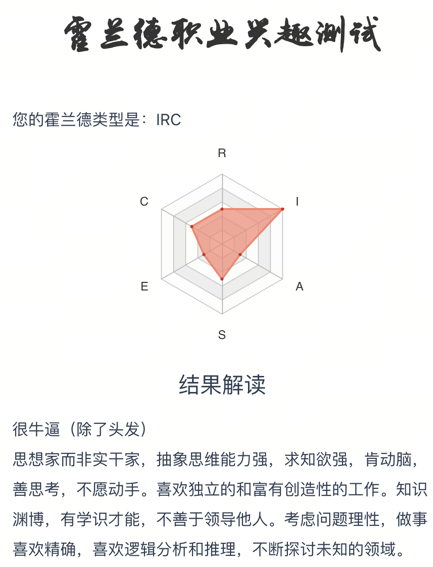 霍兰德职业兴趣测试
您的霍兰德类型是：IRC
R
C
I
E
A
S
结果解读
很牛逼（除了头发）
思想家而非实干家，抽象思维能力强，求知欲强，肯动脑，
善思考，不愿动手。喜欢独立的和富有创造性的工作。知识
渊博，有学识才能，不善于领导他人。考虑问题理性，做事
喜欢精确，喜欢逻辑分析和推理，不断探讨未知的领域。